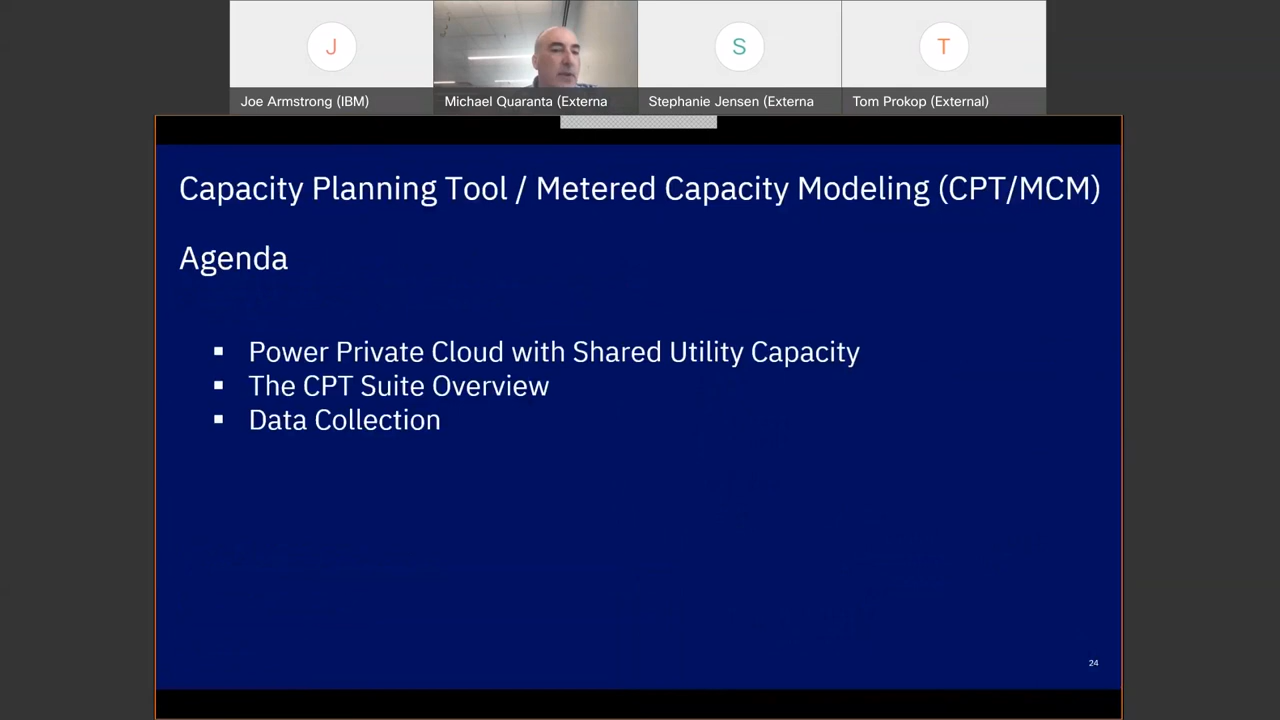 J
S
T
Joe Armstrong (IBM)
Michael Quaranta (Externa
Stephanie Jensen (Externa
Tom Prokop (External)
Capacity Planning Tool / Metered Capacity Modeling (CPT/MCM)
Agenda
▪ Power Private Cloud with Shared Utility Capacity
▪ The CPT Suite Overview
▪ Data Collection
24